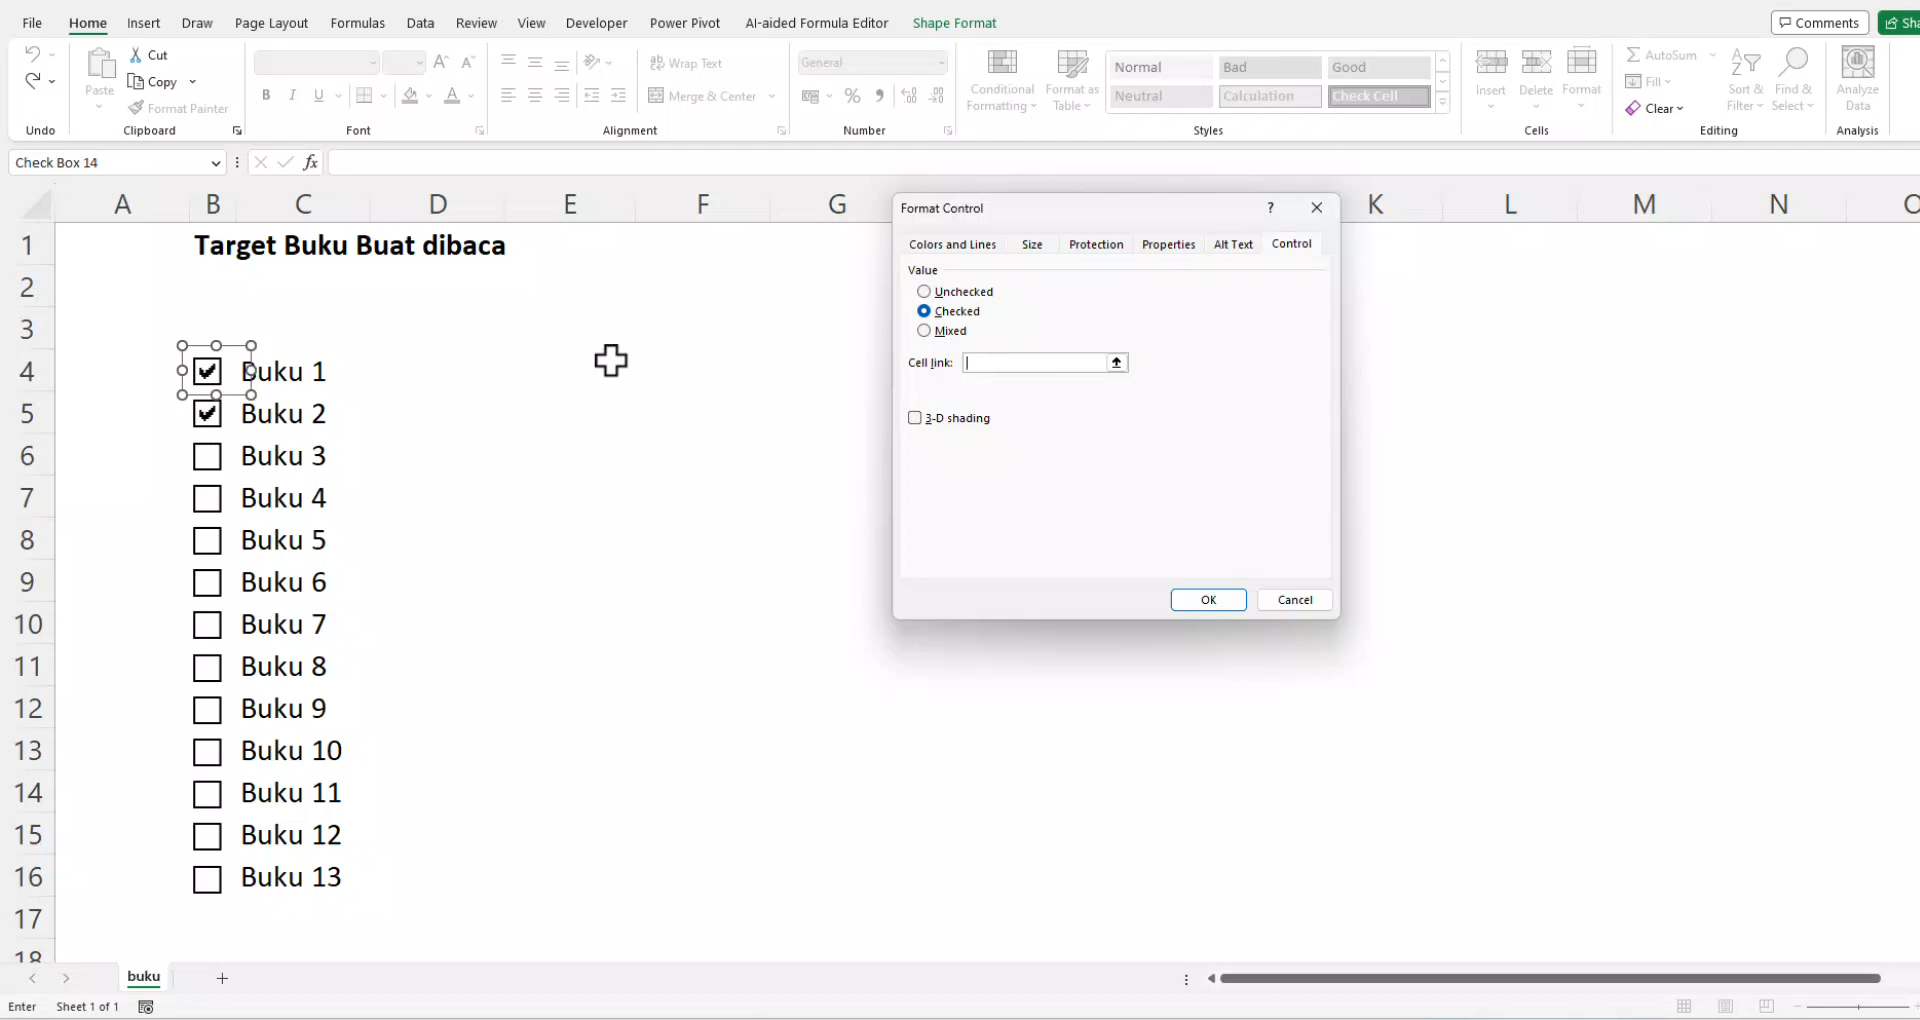 File Home Insert Draw Page Layout Formulas Data Review View Developer Power Pivot AI-aided Formula Editor Shape Format Comments
Cut
Copy
Format Painter
Paste
Undo Clipboard Font Alignment Number Styles Cells Editing Analysis
B I U A
Wrap Text
Merge & Center
General
%
Conditional Formatting
Format as Table
Normal Bad Good
Neutral Calculation Check Cell
Insert Delete Format
AutoSum
Fill
Clear
Sort & Filter
Find & Select
Analyze Data
Check Box 14
fx
A B C D E F G K L M N
1 Target Buku Buat dibaca
2
3
4 Buku 1
5 Buku 2
6 Buku 3
7 Buku 4
8 Buku 5
9 Buku 6
10 Buku 7
11 Buku 8
12 Buku 9
13 Buku 10
14 Buku 11
15 Buku 12
16 Buku 13
17
18
Format Control ?
Colors and Lines Size Protection Properties Alt Text Control
Value
Unchecked
Checked
Mixed
Cell link:
3-D shading
OK Cancel
buku
Enter Sheet 1 of 1